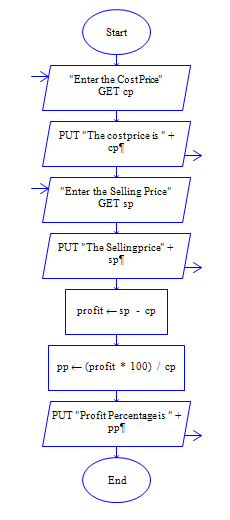 Start
"Enter the CostPrice"
GET cp
PUT "The costprice is " +
cp¶
"Enter the Selling Price"
GET sp
PUT "The Sellingprice" +
sp¶
profit ← sp - cp
pp ← (profit * 100) / cp
PUT "Profit Percentage is " +
pp¶
End